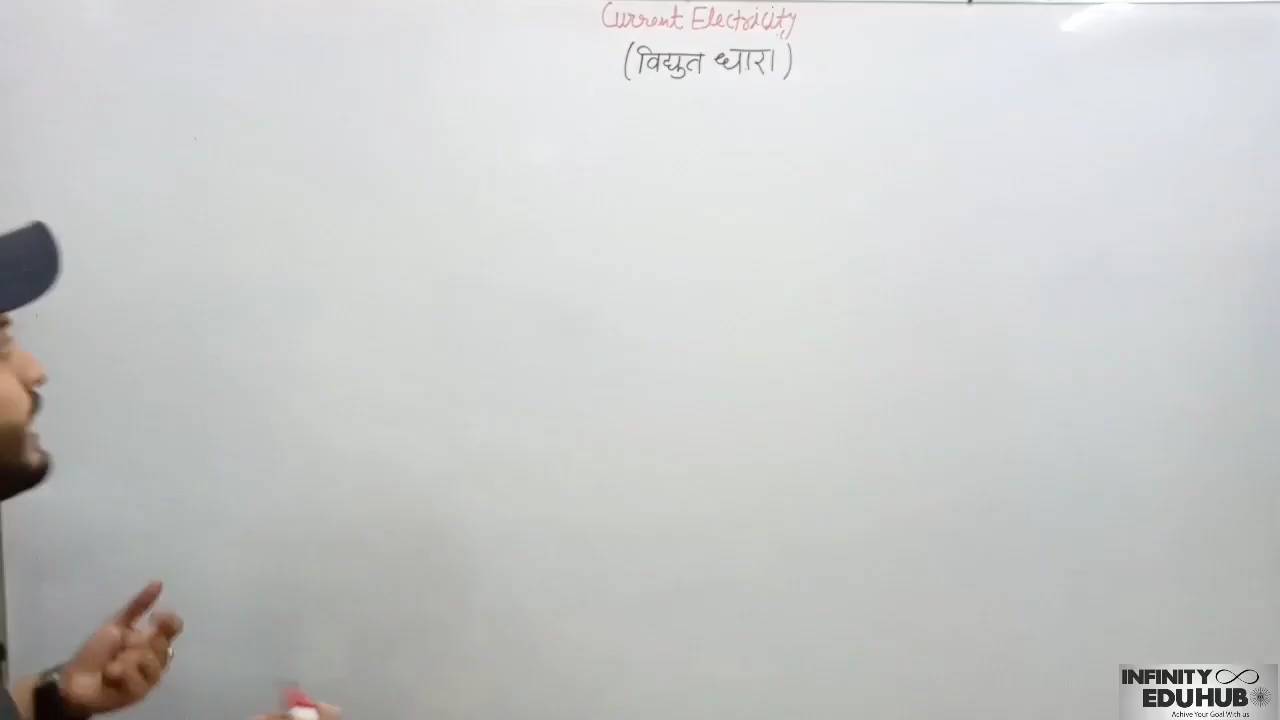 Current Electricity
(विद्युत धारा)
INFINITY
EDUHUB
Achive Your Goal With us